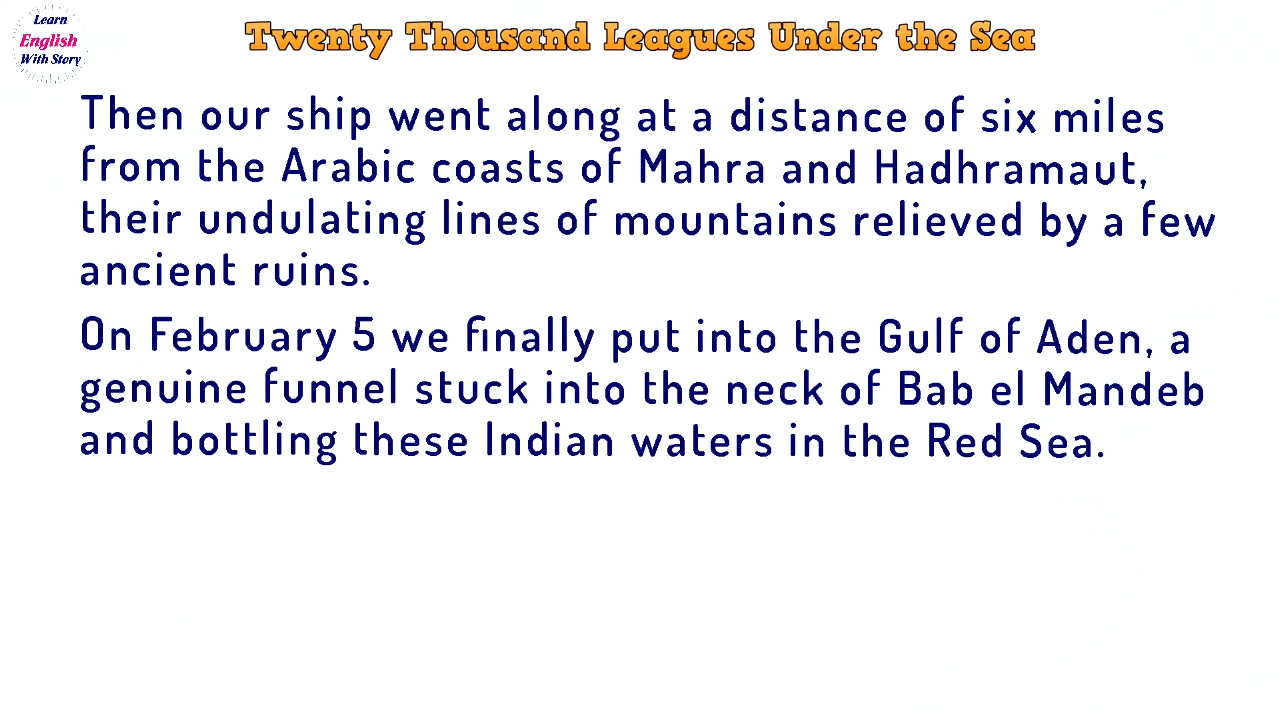 Learn
English
With Story
Twenty Thousand Leagues Under the Sea
Then our ship went along at a distance of six miles
from the Arabic coasts of Mahra and Hadhramaut,
their undulating lines of mountains relieved by a few
ancient ruins.
On February 5 we finally put into the Gulf of Aden, a
genuine funnel stuck into the neck of Bab el Mandeb
and bottling these Indian waters in the Red Sea.